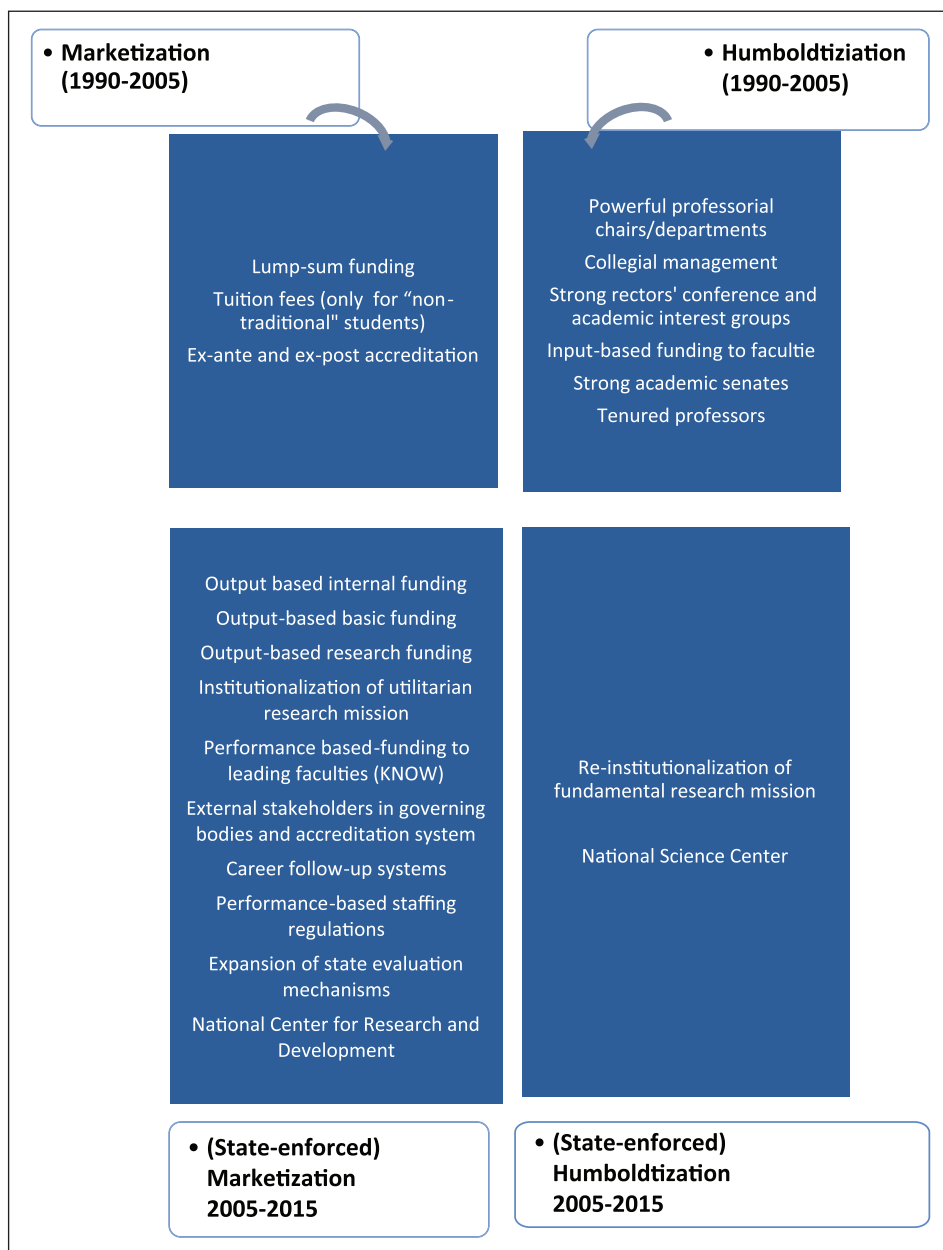 • Marketization
(1990-2005)
• Humboldtiziation
(1990-2005)
Lump-sum funding
Tuition fees (only for “non-
traditional" students)
Ex-ante and ex-post accreditation
Powerful professorial
chairs/departments
Collegial management
Strong rectors' conference and
academic interest groups
Input-based funding to facultie
Strong academic senates
Tenured professors
Output based internal funding
Output-based basic funding
Output-based research funding
Institutionalization of utilitarian
research mission
Performance based-funding to
leading faculties (KNOW)
External stakeholders in governing
bodies and accreditation system
Career follow-up systems
Performance-based staffing
regulations
Expansion of state evaluation
mechanisms
National Center for Research and
Development
Re-institutionalization of
fundamental research mission
National Science Center
• (State-enforced)
Marketization
2005-2015
• (State-enforced)
Humboldtization
2005-2015